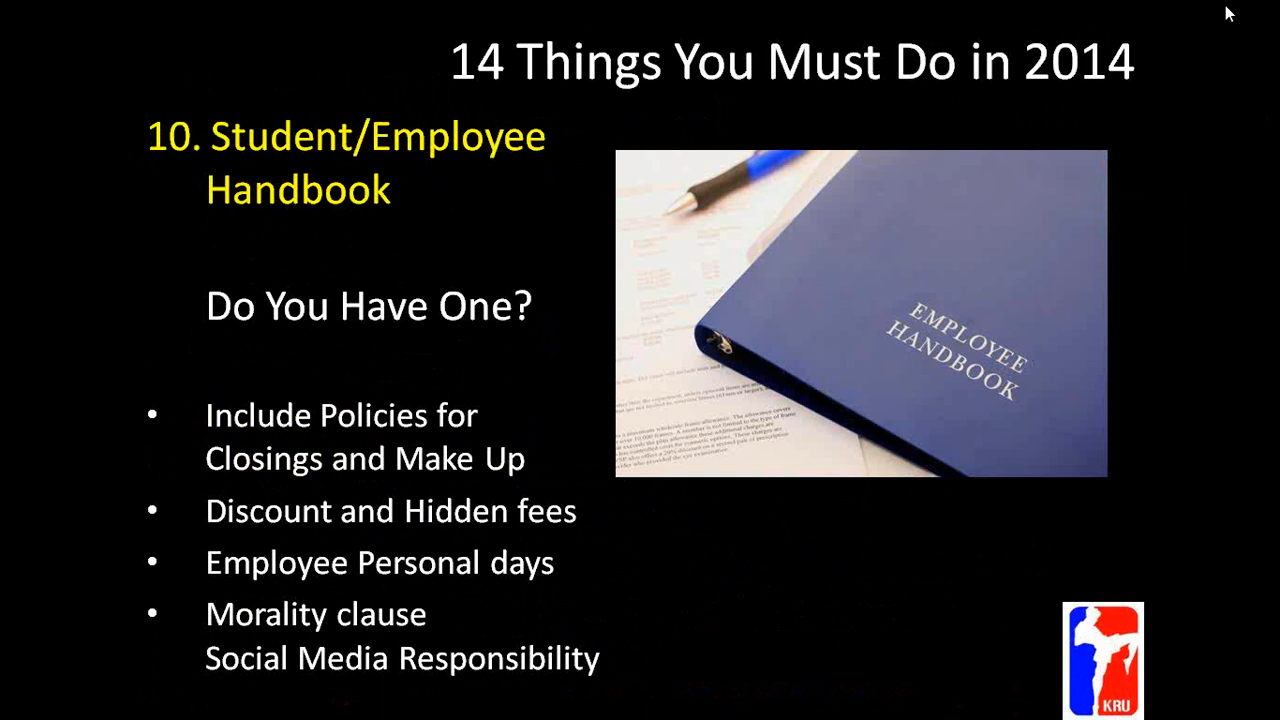 14 Things You Must Do in 2014
10. Student/Employee
Handbook
Do You Have One?
• Include Policies for
Closings and Make Up
• Discount and Hidden fees
• Employee Personal days
• Morality clause
Social Media Responsibility
EMPLOYEE
HANDBOOK
KRU